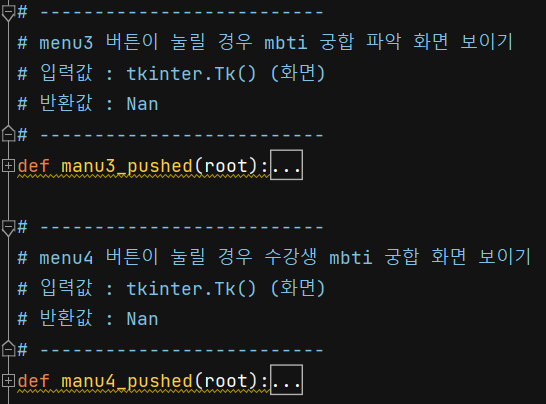 # --------------------------
# menu3 버튼이 눌릴 경우 mbti 궁합 파악 화면 보이기
# 입력값 : tkinter.Tk() (화면)
# 반환값 : Nan
# --------------------------
def manu3_pushed(root):...
# --------------------------
# menu4 버튼이 눌릴 경우 수강생 mbti 궁합 화면 보이기
# 입력값 : tkinter.Tk() (화면)
# 반환값 : Nan
# --------------------------
def manu4_pushed(root):...